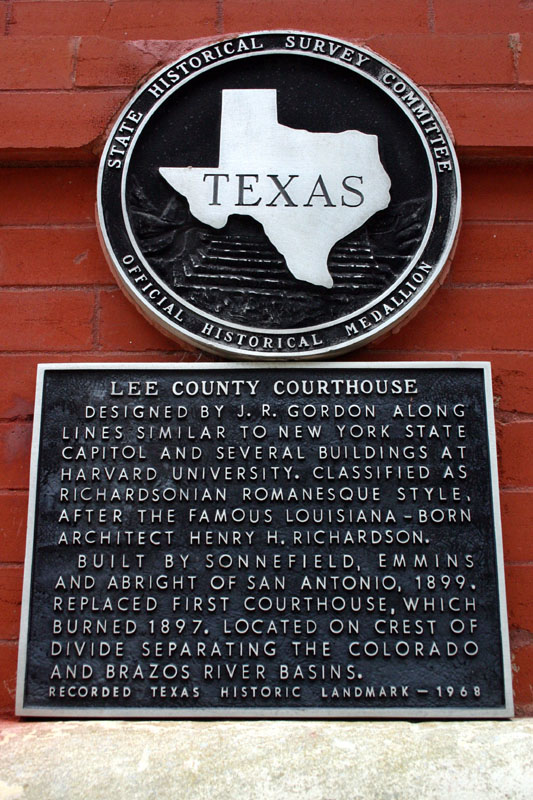 STATE HISTORICAL SURVEY COMMITTEE
TEXAS
OFFICIAL HISTORICAL MEDALLION
LEE COUNTY COURTHOUSE
DESIGNED BY J. R. GORDON ALONG
LINES SIMILAR TO NEW YORK STATE
CAPITOL AND SEVERAL BUILDINGS AT
HARVARD UNIVERSITY. CLASSIFIED AS
RICHARDSONIAN ROMANESQUE STYLE,
AFTER THE FAMOUS LOUISIANA-BORN
ARCHITECT HENRY H. RICHARDSON.
BUILT BY SONNEFIELD, EMMINS
AND ABRIGHT OF SAN ANTONIO, 1899.
REPLACED FIRST COURTHOUSE, WHICH
BURNED 1897. LOCATED ON CREST OF
DIVIDE SEPARATING THE COLORADO
AND BRAZOS RIVER BASINS.
RECORDED TEXAS HISTORIC LANDMARK—1968